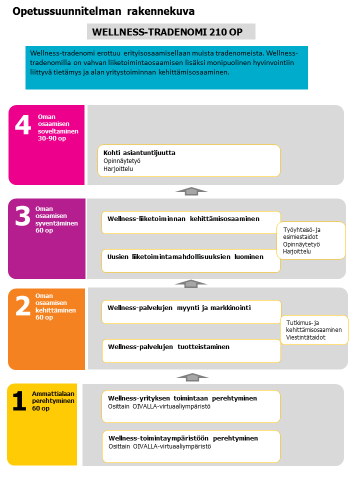 Opetussuunnitelman rakennekuva
WELLNESS-TRADENOMI 210 OP
Wellness-tradenomi erottuu erityisosaamisellaan muista tradenomeista. Wellness-
tradenomilla on vahvan liiketoimintaosaamisen lisäksi monipuolinen hyvinvointiin
liittyvä tietämys ja alan yritystoiminnan kehittämisosaaminen.
4
Oman
osaamisen
soveltaminen
30-90 op
Kohti asiantuntijuutta
Opinnäytetyö
Harjoittelu
3
Oman
osaamisen
syventäminen
60 op
Wellness-liiketoiminnan kehittämisosaaminen
Uusien liiketoimintamahdollisuuksien luominen
Työyhteisö- ja
esimiestaidot
Opinnäytetyö
Harjoittelu
2
Oman
osaamisen
kehittäminen
60 op
Wellness-palvelujen myynti ja markkinointi
Wellness-palvelujen tuotteistaminen
Tutkimus- ja
kehittämisosaaminen
Viestintätaidot
1
Ammattialaan
perehtyminen
60 op
Wellness-yrityksen toimintaan perehtyminen
Osittain OIVALLA-virtuaaliympäristö
Wellness-toimintaympäristöön perehtyminen
Osittain OIVALLA-virtuaaliympäristö